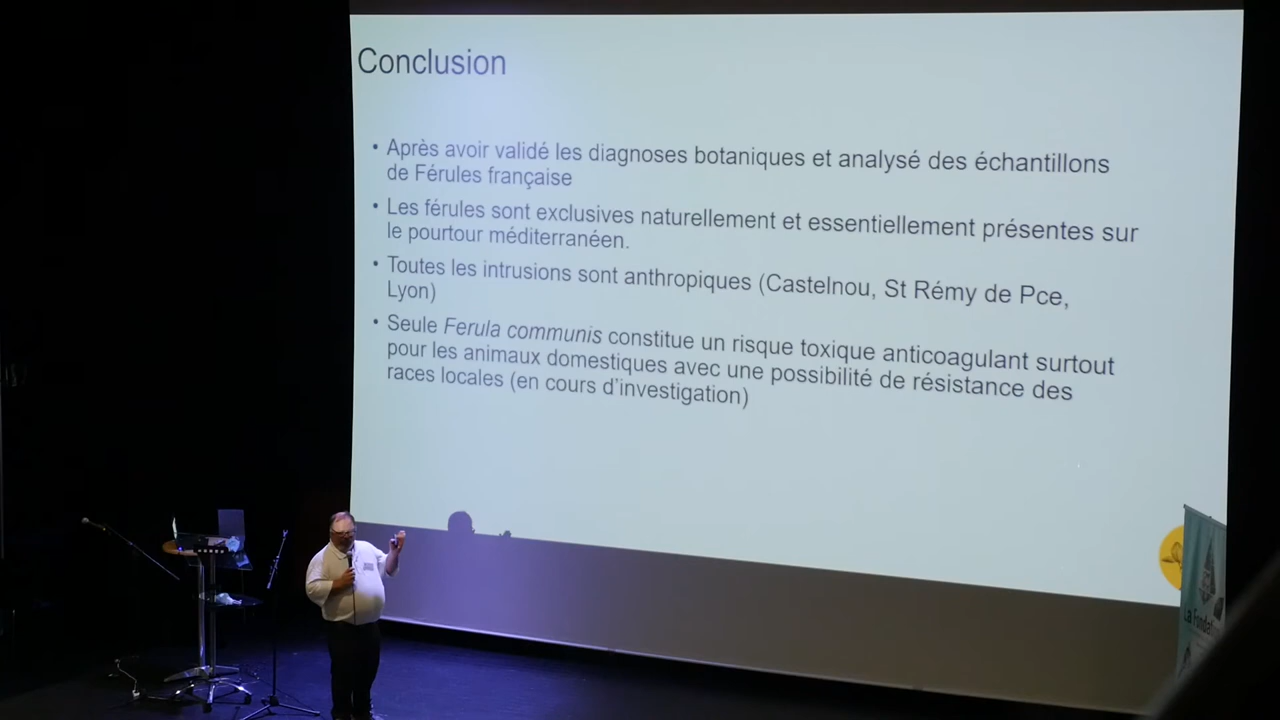 Conclusion
• Après avoir validé les diagnoses botaniques et analysé des échantillons
de Férules française
• Les férules sont exclusives naturellement et essentiellement présentes sur
le pourtour méditerranéen.
• Toutes les intrusions sont anthropiques (Castelnou, St Rémy de Pce,
Lyon)
• Seule Ferula communis constitue un risque toxique anticoagulant surtout
pour les animaux domestiques avec une possibilité de résistance des
races locales (en cours d'investigation)
La